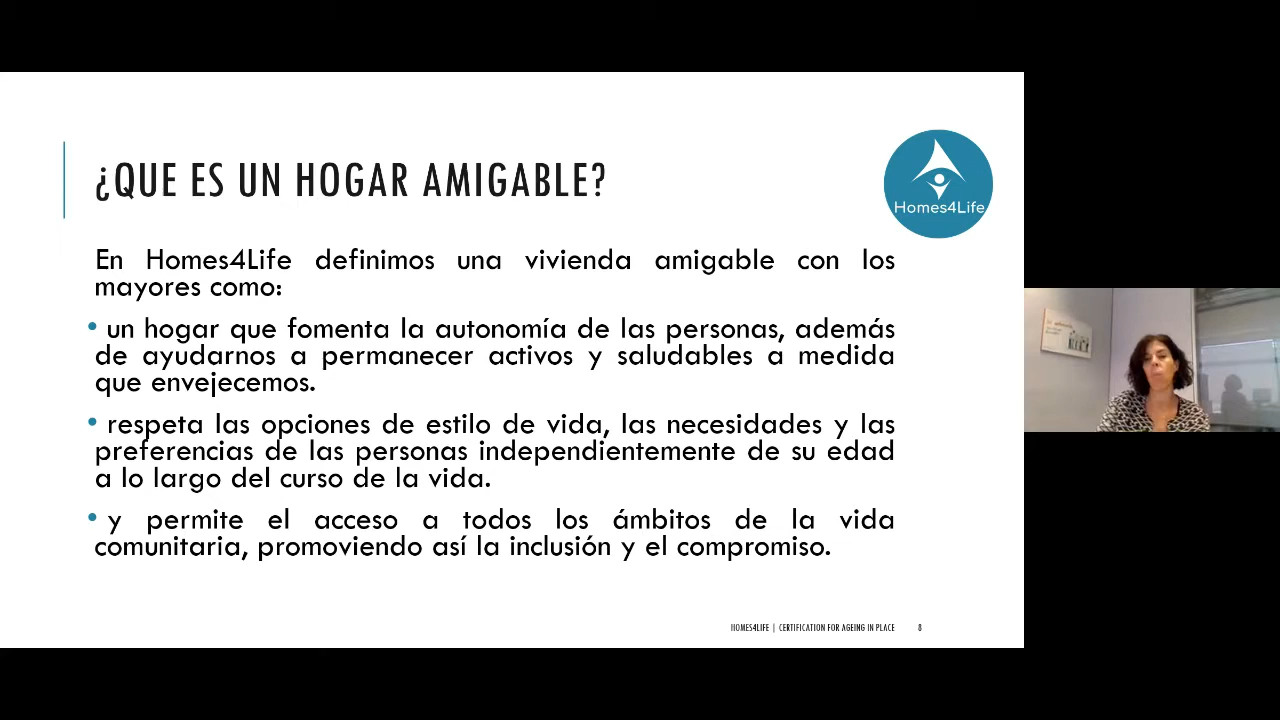 ¿QUE ES UN HOGAR AMIGABLE?
Homes4Life
En Homes4Life definimos una vivienda amigable con los
mayores como:
• un hogar que fomenta la autonomía de las personas, además
de ayudarnos a permanecer activos y saludables a medida
que envejecemos.
• respeta las opciones de estilo de vida, las necesidades y las
preferencias de las personas independientemente de su edad
a lo largo del curso de la vida.
• y permite el acceso a todos los ámbitos de la vida
comunitaria, promoviendo así la inclusión y el compromiso.
HOMES4LIFE | CERTIFICATION FOR AGEING IN PLACE 8